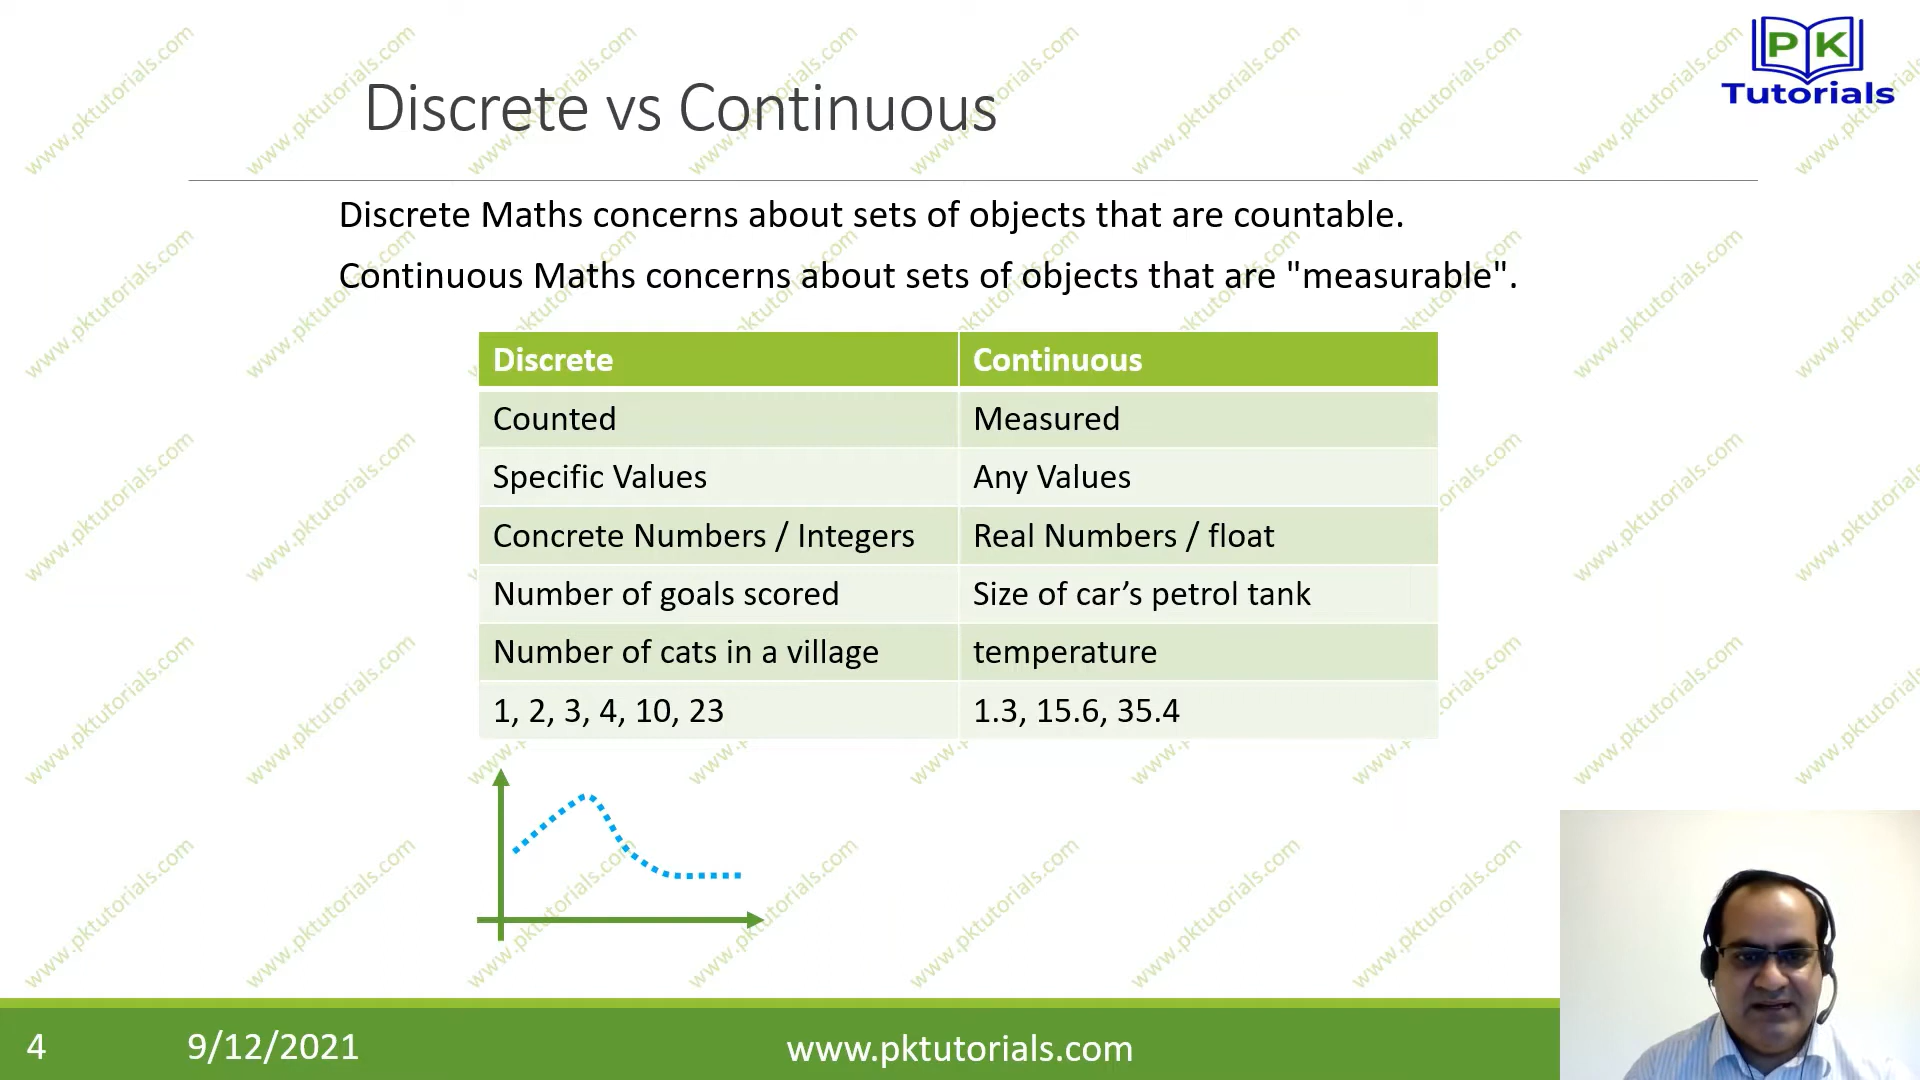 P K
Tutorials
Discrete vs Continuous
Discrete Maths concerns about sets of objects that are countable.
Continuous Maths concerns about sets of objects that are "measurable".
Discrete Continuous
Counted Measured
Specific Values Any Values
Concrete Numbers / Integers Real Numbers / float
Number of goals scored Size of car’s petrol tank
Number of cats in a village temperature
1, 2, 3, 4, 10, 23 1.3, 15.6, 35.4
4 9/12/2021 www.pktutorials.com
www.pktutorials.com